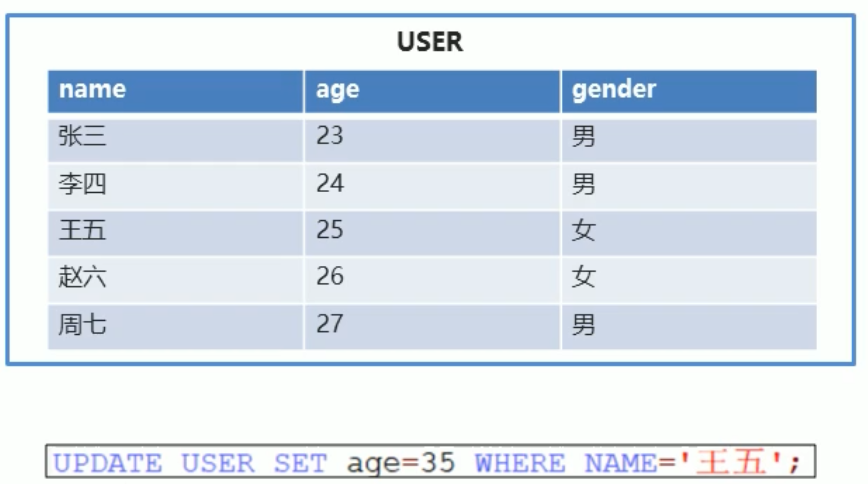 USER
name age gender
张三 23 男
李四 24 男
王五 25 女
赵六 26 女
周七 27 男
UPDATE USER SET age=35 WHERE NAME='王五';